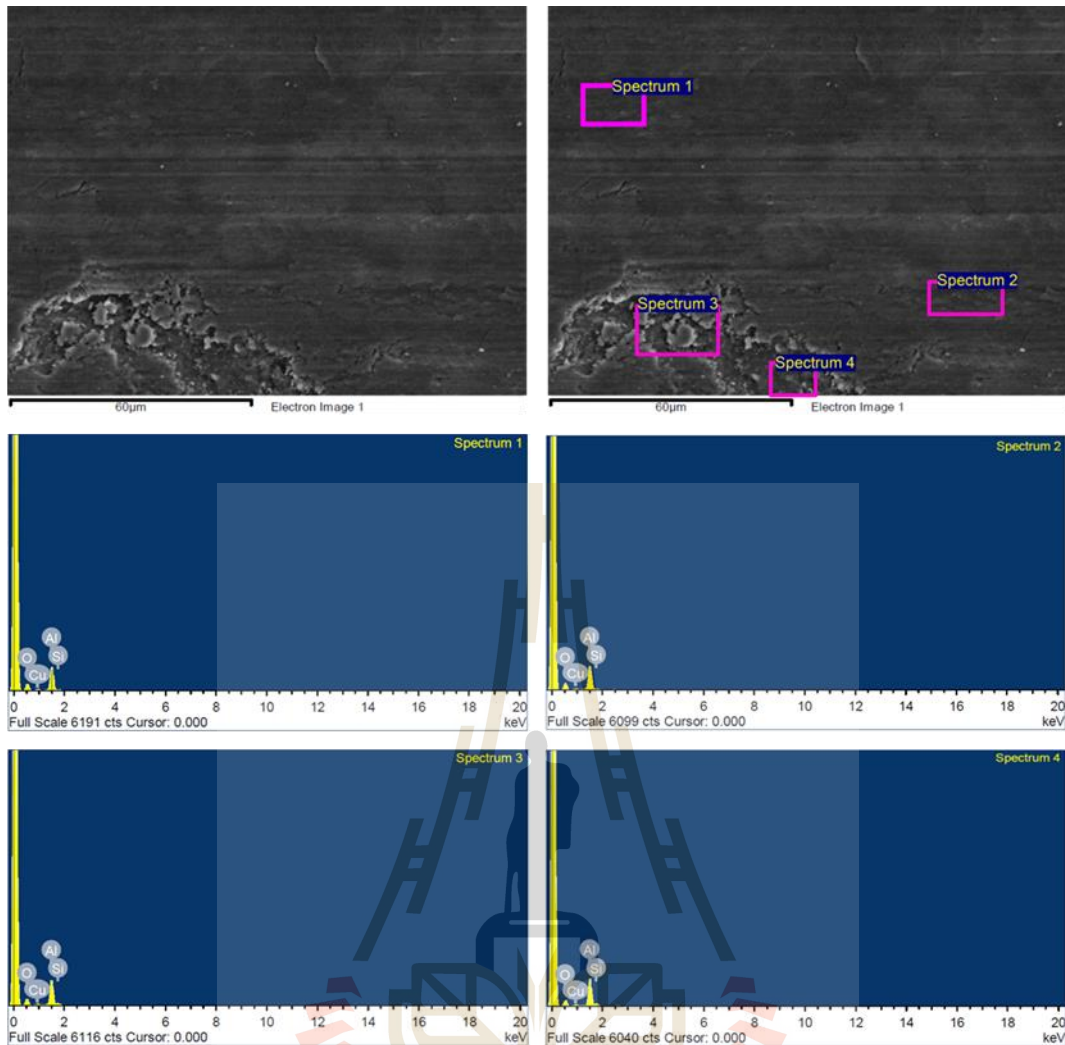 Spectrum 1
Spectrum 2
Spectrum 3
Spectrum 4
60µm Electron Image 1
60µm Electron Image 1
Spectrum 1
Al
O Si
Cu
0 2 4 6 8 10 12 14 16 18 20
Full Scale 6191 cts Cursor: 0.000 keV
Spectrum 2
Al
O Si
Cu
0 2 4 6 8 10 12 14 16 18 20
Full Scale 6099 cts Cursor: 0.000 keV
Spectrum 3
Al
O Si
Cu
0 2 4 6 8 10 12 14 16 18 20
Full Scale 6116 cts Cursor: 0.000 keV
Spectrum 4
Al
O Si
Cu
0 2 4 6 8 10 12 14 16 18 20
Full Scale 6040 cts Cursor: 0.000 keV